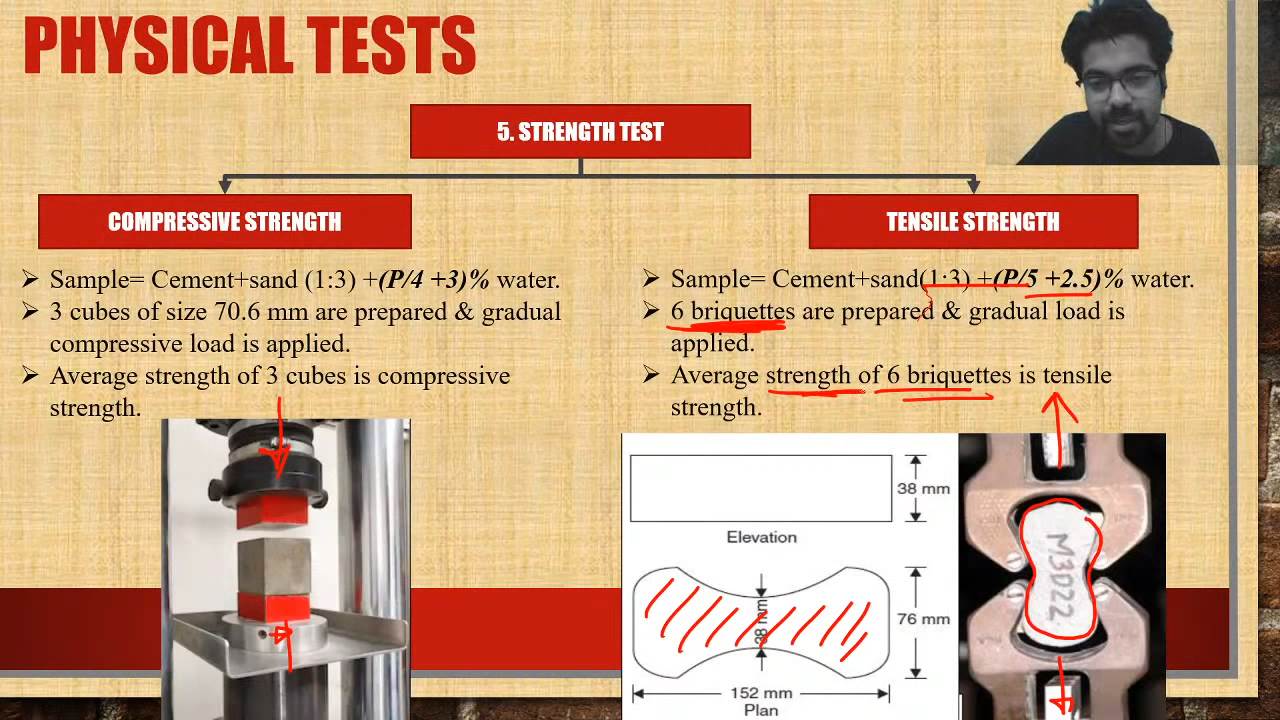 PHYSICAL TESTS
5. STRENGTH TEST
COMPRESSIVE STRENGTH
➢ Sample= Cement+sand (1:3) +(P/4 +3)% water.
➢ 3 cubes of size 70.6 mm are prepared & gradual
compressive load is applied.
➢ Average strength of 3 cubes is compressive
strength.
TENSILE STRENGTH
➢ Sample= Cement+sand(1:3) +(P/5 +2.5)% water.
➢ 6 briquettes are prepared & gradual load is
applied.
➢ Average strength of 6 briquettes is tensile
strength.
38 mm
Elevation
38 mm
76 mm
152 mm
Plan
M3D22